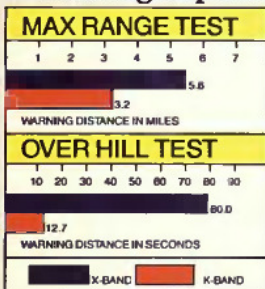 MAX RANGE TEST
1 2 3 4 5 6 7
5.6
3.2
WARNING DISTANCE IN MILES
OVER HILL TEST
10 20 30 40 50 60 70 80 90
80.0
12.7
WARNING DISTANCE IN SECONDS
X-BAND K-BAND